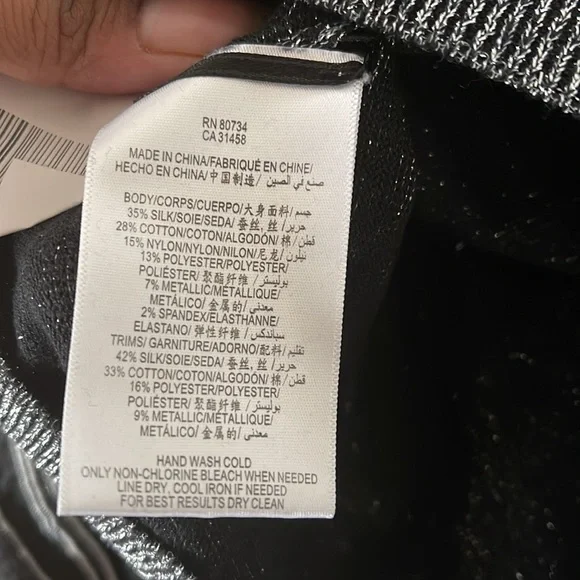 RN 80734
CA 31458
MADE IN CHINA/FABRIQUÉ EN CHINE/
HECHO EN CHINA/中国制造/ صنع في الصين
BODY/CORPS/CUERPO/大身面料/ جسم/
35% SILK/SOIE/SEDA/ 蚕丝, 丝/ حرير/
28% COTTON/COTON/ALGODÓN/ 棉/ قطن/
15% NYLON/NYLON/NILON/尼龙/ نيلون/
13% POLYESTER/POLYESTER/
POLIÉSTER/ 聚酯纤维/ بوليستر/
7% METALLIC/MÉTALLIQUE/
METÁLICO/ 金属的/ معدني/
2% SPANDEX/ELASTHANNE/
ELASTANO/ 弹性纤维/ سباندكس/
TRIMS/ GARNITURE/ADORNO/配料/ تقليم/
42% SILK/SOIE/SEDA/ 蚕丝, 丝/ حرير/
33% COTTON/COTON/ALGODÓN/ 棉/ قطن/
16% POLYESTER/POLYESTER/
POLIÉSTER/ 聚酯纤维/ بوليستر/
9% METALLIC/MÉTALLIQUE/
METÁLICO/ 金属的/ معدني/
HAND WASH COLD
ONLY NON-CHLORINE BLEACH WHEN NEEDED
LINE DRY, COOL IRON IF NEEDED
FOR BEST RESULTS DRY CLEAN